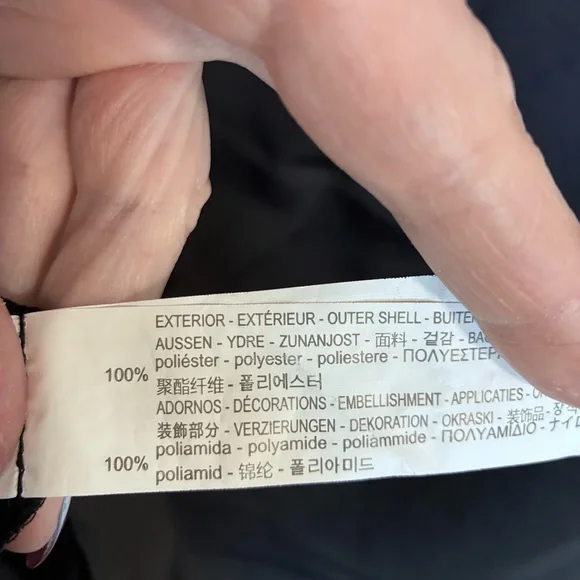 EXTERIOR - EXTÉRIEUR - OUTER SHELL -
AUSSEN - YDRE - ZUNANJOST - 面料 - 겉감 -
100% poliéster - polyester - poliestere -
聚酯纤维 - 폴리에스터
ADORNOS - DÉCORATIONS - EMBELLISHMENT - APPLICATIES -
装飾部分 - VERZIERUNGEN - DEKORATION - OKRASKI - 装饰品 -
100% poliamida - polyamide - poliammide - ΠΟΛΥΑΜΙΔΙΟ -
poliamid - 锦纶 - 폴리아미드